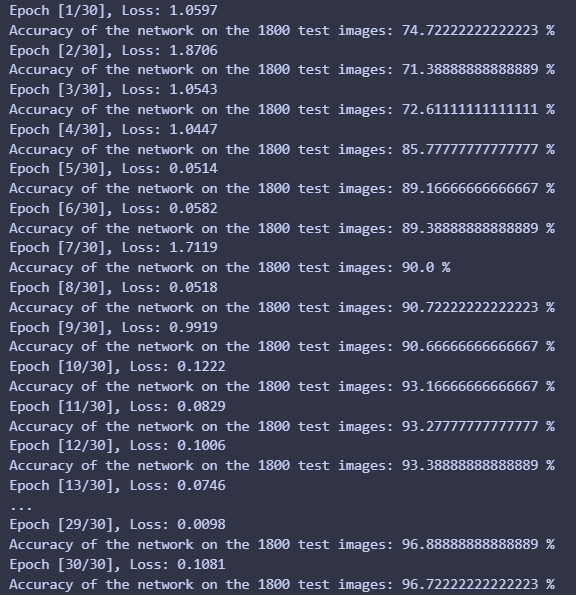 Epoch [1/30], Loss: 1.0597
Accuracy of the network on the 1800 test images: 74.72222222222223 %
Epoch [2/30], Loss: 1.8706
Accuracy of the network on the 1800 test images: 71.38888888888889 %
Epoch [3/30], Loss: 1.0543
Accuracy of the network on the 1800 test images: 72.61111111111111 %
Epoch [4/30], Loss: 1.0447
Accuracy of the network on the 1800 test images: 85.77777777777777 %
Epoch [5/30], Loss: 0.0514
Accuracy of the network on the 1800 test images: 89.16666666666667 %
Epoch [6/30], Loss: 0.0582
Accuracy of the network on the 1800 test images: 89.38888888888889 %
Epoch [7/30], Loss: 1.7119
Accuracy of the network on the 1800 test images: 90.0 %
Epoch [8/30], Loss: 0.0518
Accuracy of the network on the 1800 test images: 90.72222222222223 %
Epoch [9/30], Loss: 0.9919
Accuracy of the network on the 1800 test images: 90.66666666666667 %
Epoch [10/30], Loss: 0.1222
Accuracy of the network on the 1800 test images: 93.16666666666667 %
Epoch [11/30], Loss: 0.0829
Accuracy of the network on the 1800 test images: 93.27777777777777 %
Epoch [12/30], Loss: 0.1006
Accuracy of the network on the 1800 test images: 93.38888888888889 %
Epoch [13/30], Loss: 0.0746
...
Epoch [29/30], Loss: 0.0098
Accuracy of the network on the 1800 test images: 96.88888888888889 %
Epoch [30/30], Loss: 0.1081
Accuracy of the network on the 1800 test images: 96.72222222222223 %